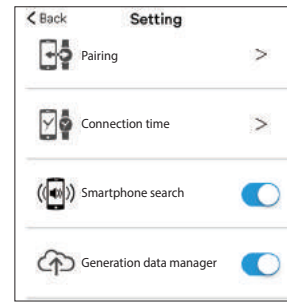 Back Setting
Pairing
Connection time
Smartphone search
Generation data manager